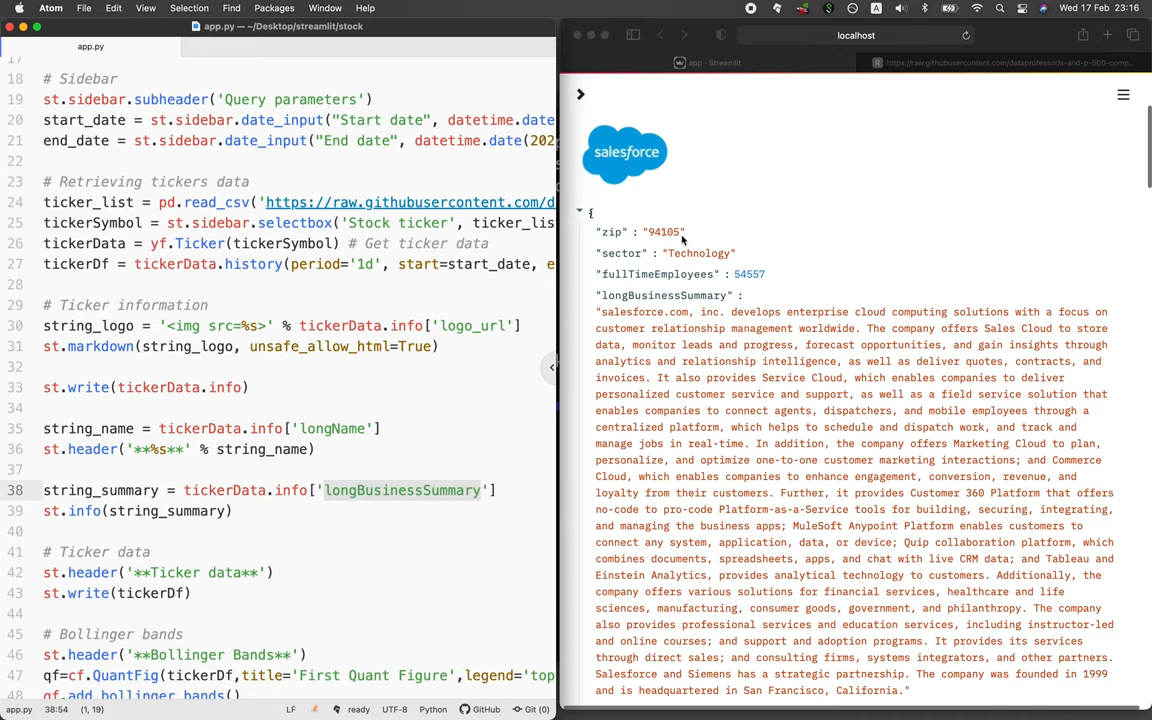 Atom File Edit View Selection Find Packages Window Help
A
Wed 17 Feb 23:16
app.py — ~/Desktop/streamlit/stock
app.py
17
18 # Sidebar
19 st.sidebar.subheader('Query parameters')
20 start_date = st.sidebar.date_input("Start date", datetime.date
21 end_date = st.sidebar.date_input("End date", datetime.date(202
22
23 # Retrieving tickers data
24 ticker_list = pd.read_csv('https://raw.githubusercontent.com/d
25 tickerSymbol = st.sidebar.selectbox('Stock ticker', ticker_lis
26 tickerData = yf.Ticker(tickerSymbol) # Get ticker data
27 tickerDf = tickerData.history(period='1d', start=start_date, e
28
29 # Ticker information
30 string_logo = '<img src=%s>' % tickerData.info['logo_url']
31 st.markdown(string_logo, unsafe_allow_html=True)
32
33 st.write(tickerData.info)
34
35 string_name = tickerData.info['longName']
36 st.header('**%s**' % string_name)
37
38 string_summary = tickerData.info['longBusinessSummary']
39 st.info(string_summary)
40
41 # Ticker data
42 st.header('**Ticker data**')
43 st.write(tickerDf)
44
45 # Bollinger bands
46 st.header('**Bollinger Bands**')
47 qf=cf.QuantFig(tickerDf,title='First Quant Figure',legend='top
48 qf.add_bollinger_bands()
app.py 38:54 (1, 19) LF ready UTF-8 Python GitHub Git (0)
localhost
app · Streamlit
https://raw.githubusercontent.com/dataprofessor/s-and-p-500-comp...
salesforce
{
"zip" : "94105"
"sector" : "Technology"
"fullTimeEmployees" : 54557
"longBusinessSummary" :
"salesforce.com, inc. develops enterprise cloud computing solutions with a focus on
customer relationship management worldwide. The company offers Sales Cloud to store
data, monitor leads and progress, forecast opportunities, and gain insights through
analytics and relationship intelligence, as well as deliver quotes, contracts, and
invoices. It also provides Service Cloud, which enables companies to deliver
personalized customer service and support, as well as a field service solution that
enables companies to connect agents, dispatchers, and mobile employees through a
centralized platform, which helps to schedule and dispatch work, and track and
manage jobs in real-time. In addition, the company offers Marketing Cloud to plan,
personalize, and optimize one-to-one customer marketing interactions; and Commerce
Cloud, which enables companies to enhance engagement, conversion, revenue, and
loyalty from their customers. Further, it provides Customer 360 Platform that offers
no-code to pro-code Platform-as-a-Service tools for building, securing, integrating,
and managing the business apps; MuleSoft Anypoint Platform enables customers to
connect any system, application, data, or device; Quip collaboration platform, which
combines documents, spreadsheets, apps, and chat with live CRM data; and Tableau and
Einstein Analytics, provides analytical technology to customers. Additionally, the
company offers various solutions for financial services, healthcare and life
sciences, manufacturing, consumer goods, government, and philanthropy. The company
also provides professional services and education services, including instructor-led
and online courses; and support and adoption programs. It provides its services
through direct sales; and consulting firms, systems integrators, and other partners.
Salesforce and Siemens has a strategic partnership. The company was founded in 1999
and is headquartered in San Francisco, California."